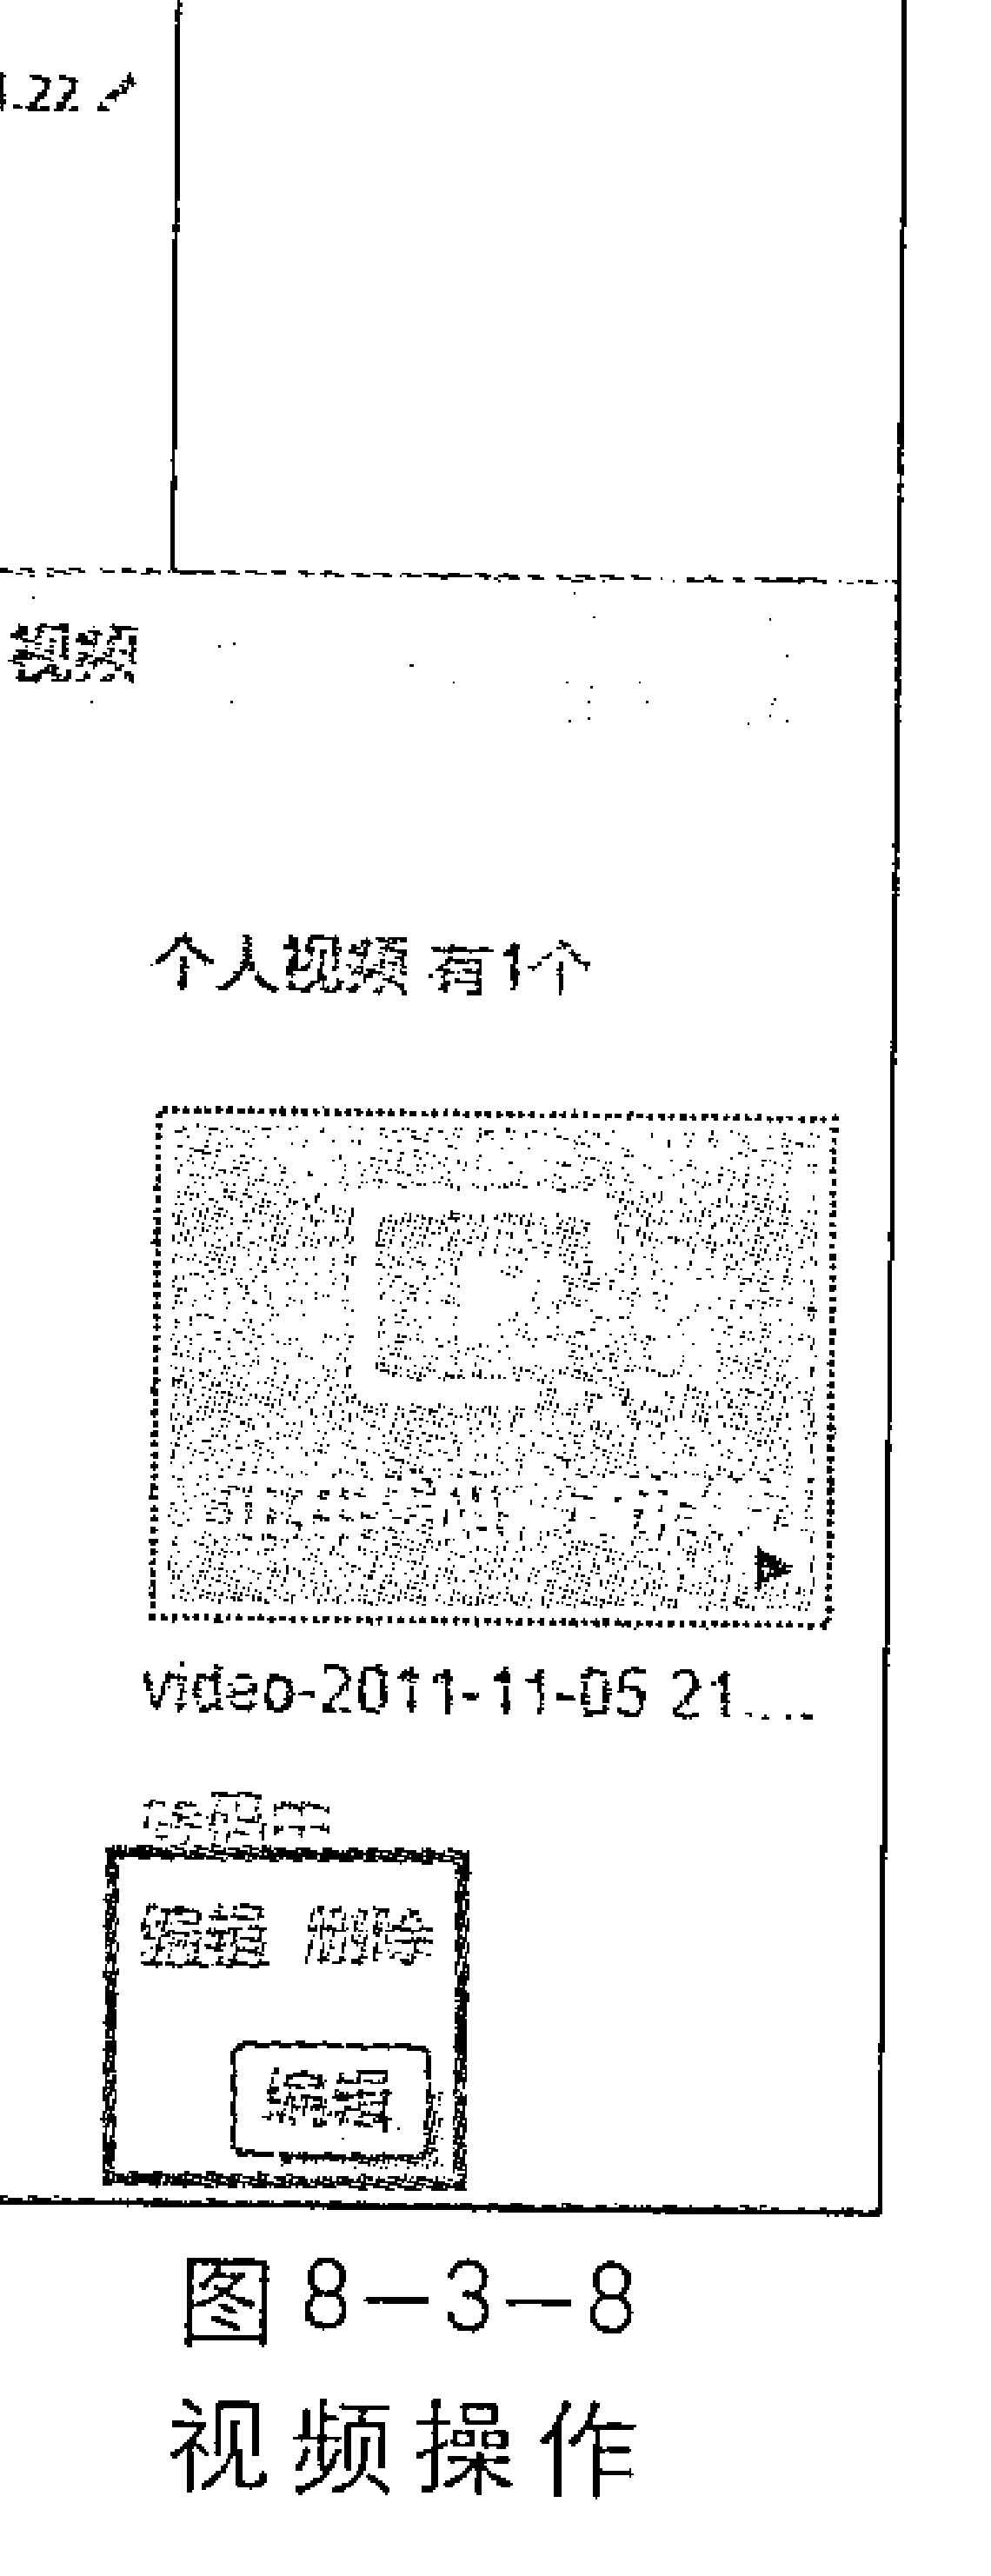 .22
视频
个人视频 有1个
video-2011-11-05 21....
编辑 删除
编辑
图 8-3-8
视频操作